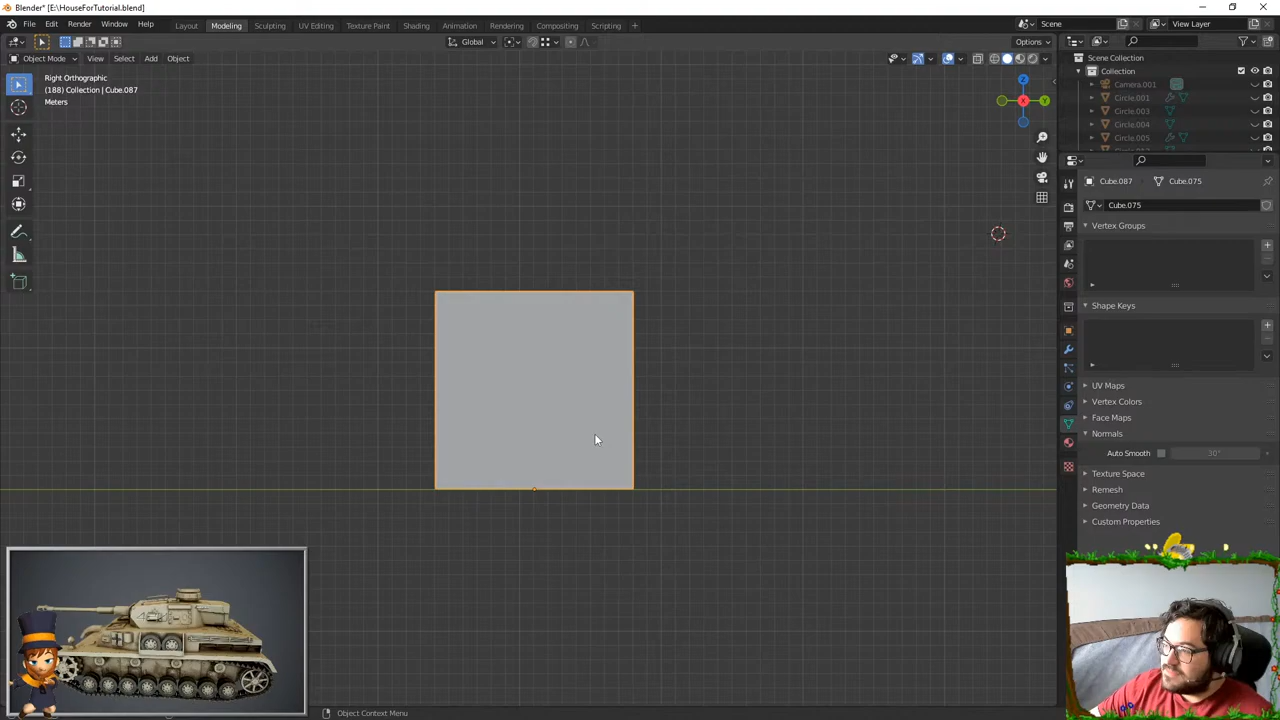 Blender* [E:\HouseForTutorial.blend]
File Edit Render Window Help Layout Modeling Sculpting UV Editing Texture Paint Shading Animation Rendering Compositing Scripting + Scene View Layer
Global Options
Object Mode View Select Add Object
Right Orthographic
(188) Collection | Cube.087
Meters
Z
Y
X
Scene Collection
Collection
Camera.001
Circle.001
Circle.003
Circle.004
Circle.005
Cube.087 Cube.075
Cube.075
Vertex Groups
Shape Keys
UV Maps
Vertex Colors
Face Maps
Normals
Auto Smooth 30°
Texture Space
Remesh
Geometry Data
Custom Properties
Object Context Menu